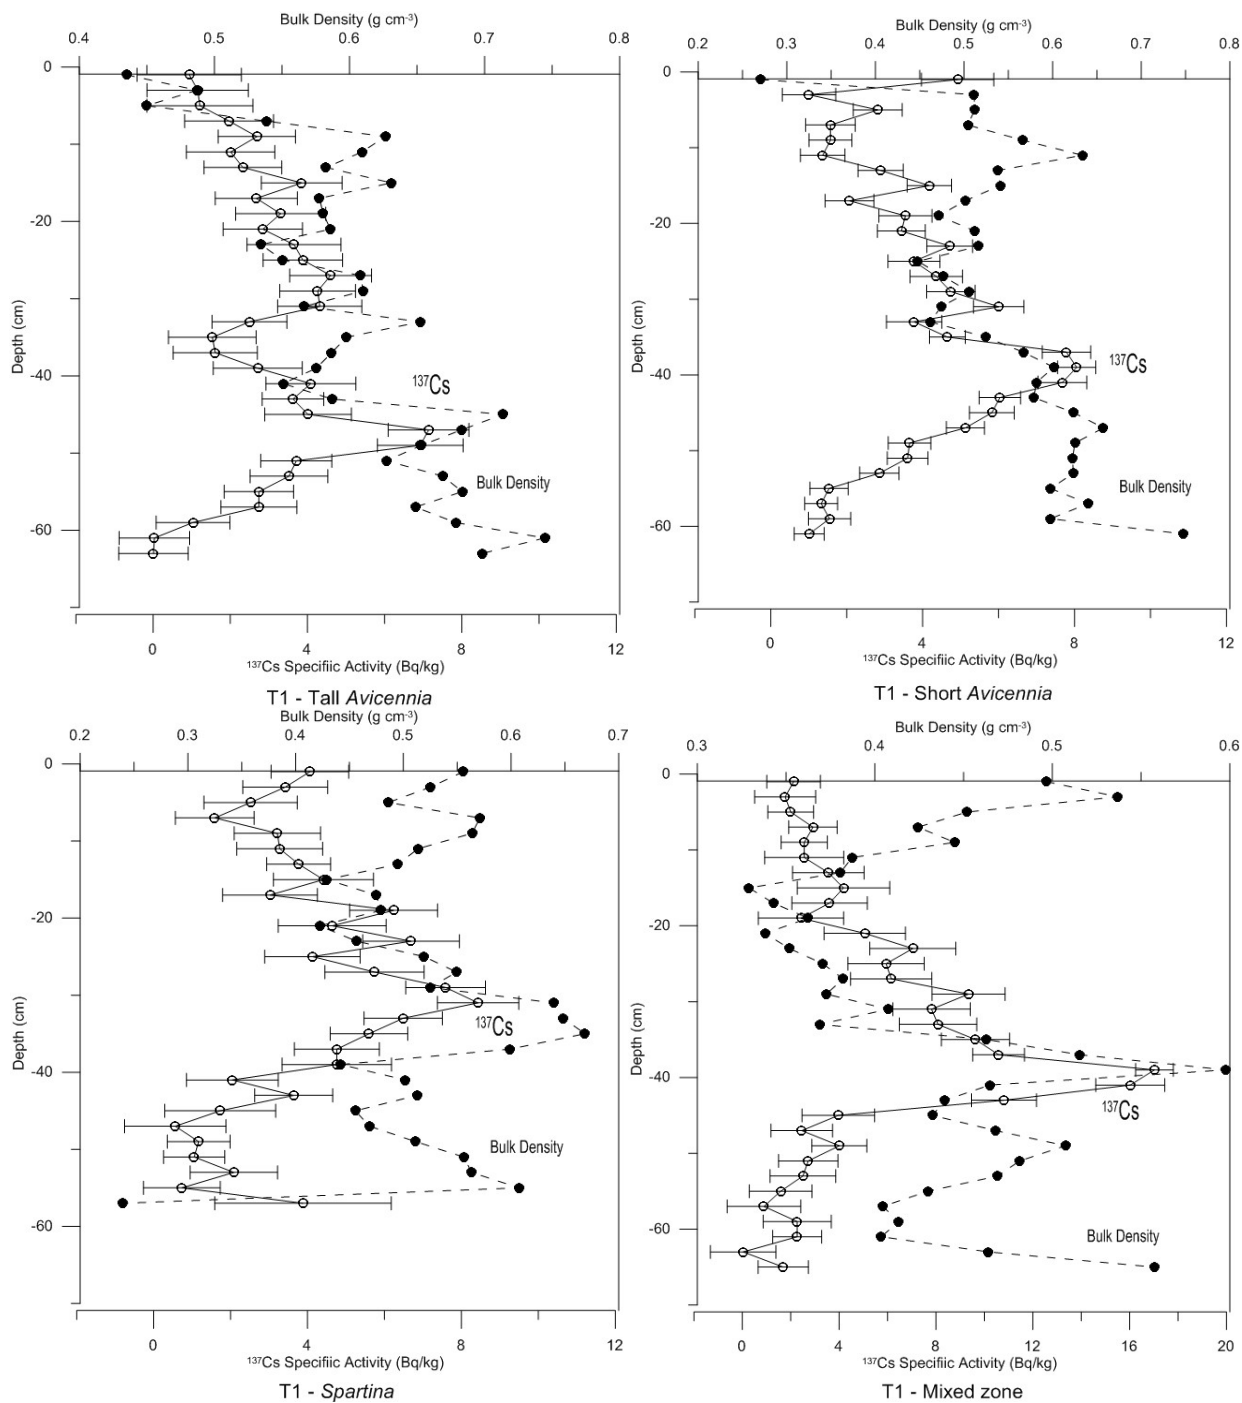 Bulk Density (g cm-3)
0.4 0.5 0.6 0.7 0.8
0
-20
-40
-60
Depth (cm)
137Cs
Bulk Density
0 4 8 12
137Cs Specifiic Activity (Bq/kg)
T1 - Tall Avicennia
Bulk Density (g cm-3)
0.2 0.3 0.4 0.5 0.6 0.7 0.8
0
-20
-40
-60
Depth (cm)
137Cs
Bulk Density
0 4 8 12
137Cs Specifiic Activity (Bq/kg)
T1 - Short Avicennia
Bulk Density (g cm-3)
0.2 0.3 0.4 0.5 0.6 0.7
0
-20
-40
-60
Depth (cm)
137Cs
Bulk Density
0 4 8 12
137Cs Specifiic Activity (Bq/kg)
T1 - Spartina
Bulk Density (g cm-3)
0.3 0.4 0.5 0.6
0
-20
-40
-60
Depth (cm)
137Cs
Bulk Density
0 4 8 12 16 20
137Cs Specifiic Activity (Bq/kg)
T1 - Mixed zone